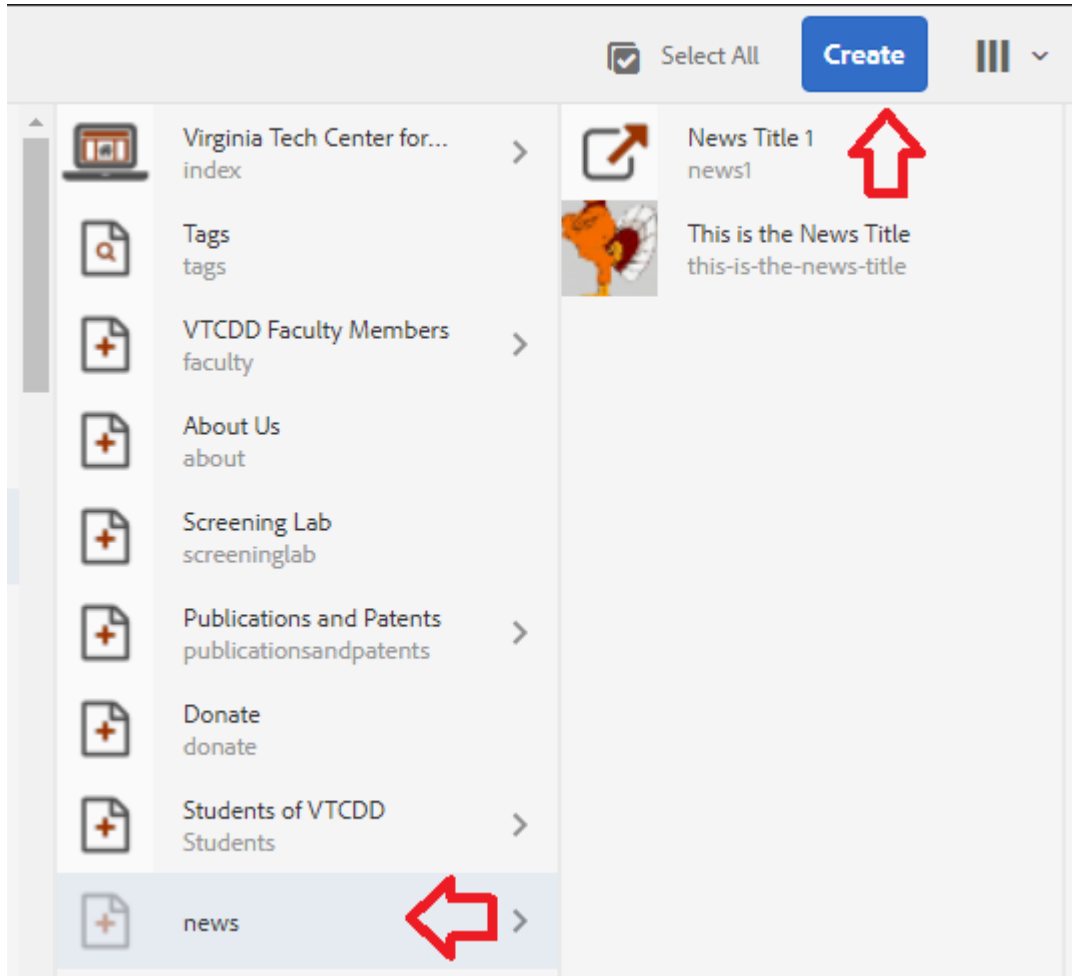 Select All
Create
Virginia Tech Center for...
index
Tags
tags
VTCDD Faculty Members
faculty
About Us
about
Screening Lab
screeninglab
Publications and Patents
publicationsandpatents
Donate
donate
Students of VTCDD
Students
news
News Title 1
news1
This is the News Title
this-is-the-news-title